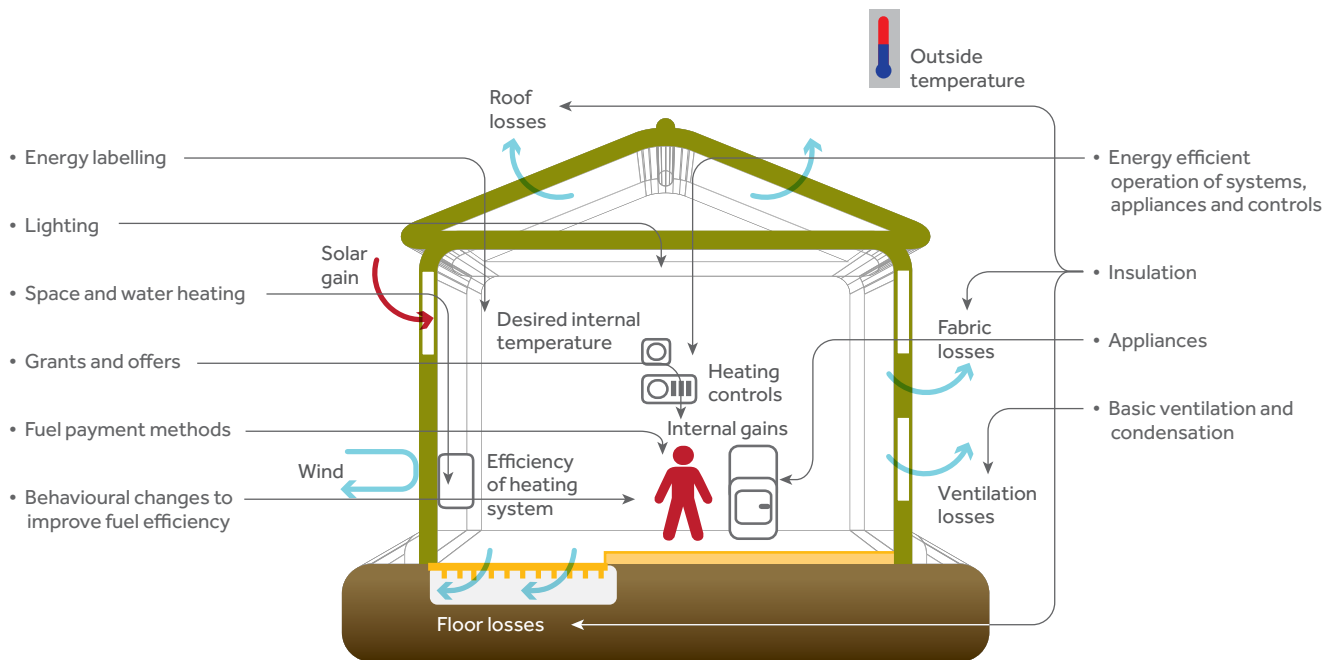 Outside
temperature
Roof
losses
• Energy labelling
• Energy efficient
operation of systems,
appliances and controls
• Lighting
Solar
gain
• Insulation
• Space and water heating
Desired internal
temperature
Fabric
losses
• Appliances
• Grants and offers
Heating
controls
• Basic ventilation and
condensation
• Fuel payment methods
Internal gains
Wind
Efficiency
of heating
system
• Behavioural changes to
improve fuel efficiency
Ventilation
losses
Floor losses